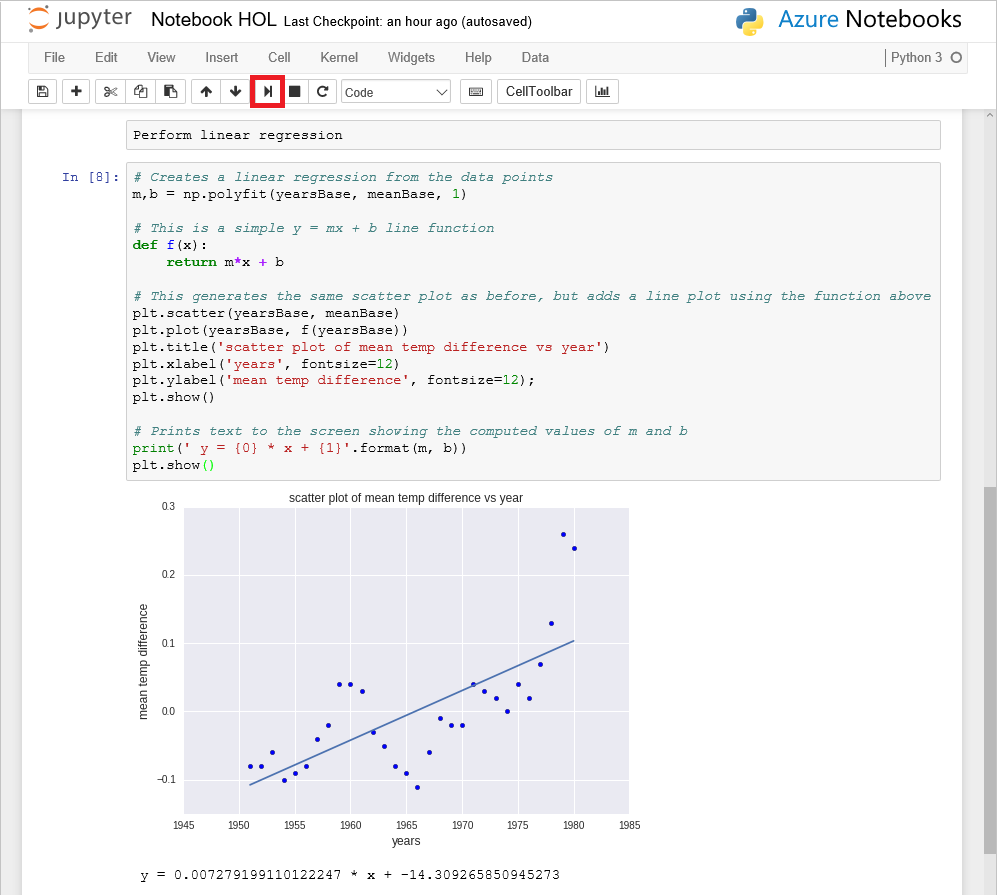 jupyter Notebook HOL Last Checkpoint: an hour ago (autosaved) Azure Notebooks
File Edit View Insert Cell Kernel Widgets Help Data Python 3
Code CellToolbar
Perform linear regression
In [8]: # Creates a linear regression from the data points
m,b = np.polyfit(yearsBase, meanBase, 1)
# This is a simple y = mx + b line function
def f(x):
    return m*x + b
# This generates the same scatter plot as before, but adds a line plot using the function above
plt.scatter(yearsBase, meanBase)
plt.plot(yearsBase, f(yearsBase))
plt.title('scatter plot of mean temp difference vs year')
plt.xlabel('years', fontsize=12)
plt.ylabel('mean temp difference', fontsize=12);
plt.show()
# Prints text to the screen showing the computed values of m and b
print(' y = {0} * x + {1}'.format(m, b))
plt.show()
scatter plot of mean temp difference vs year
mean temp difference
0.3
0.2
0.1
0.0
−0.1
1945 1950 1955 1960 1965 1970 1975 1980 1985
years
y = 0.007279199110122247 * x + -14.309265850945273